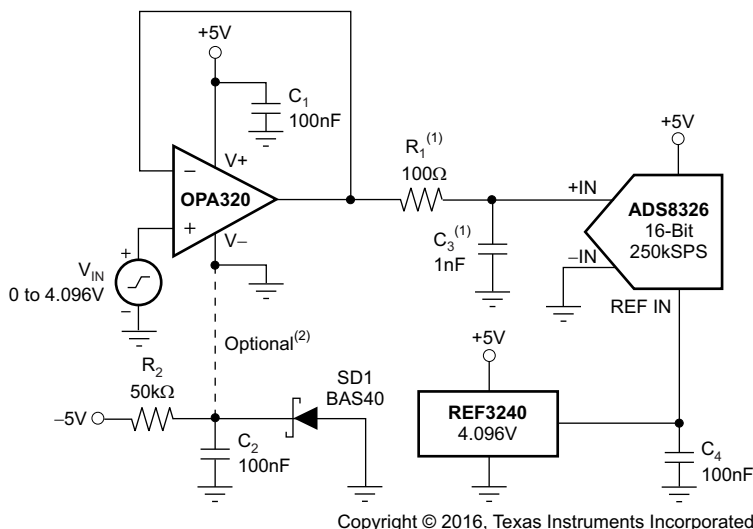 +5V
C1
100nF
V+
−
OPA320
+
V−
+
VIN
0 to 4.096V
−
R1(1)
100Ω
C3(1)
1nF
+5V
+IN
ADS8326
16-Bit
250kSPS
−IN
REF IN
Optional(2)
R2
50kΩ
−5V
C2
100nF
SD1
BAS40
+5V
REF3240
4.096V
C4
100nF
Copyright © 2016, Texas Instruments Incorporated